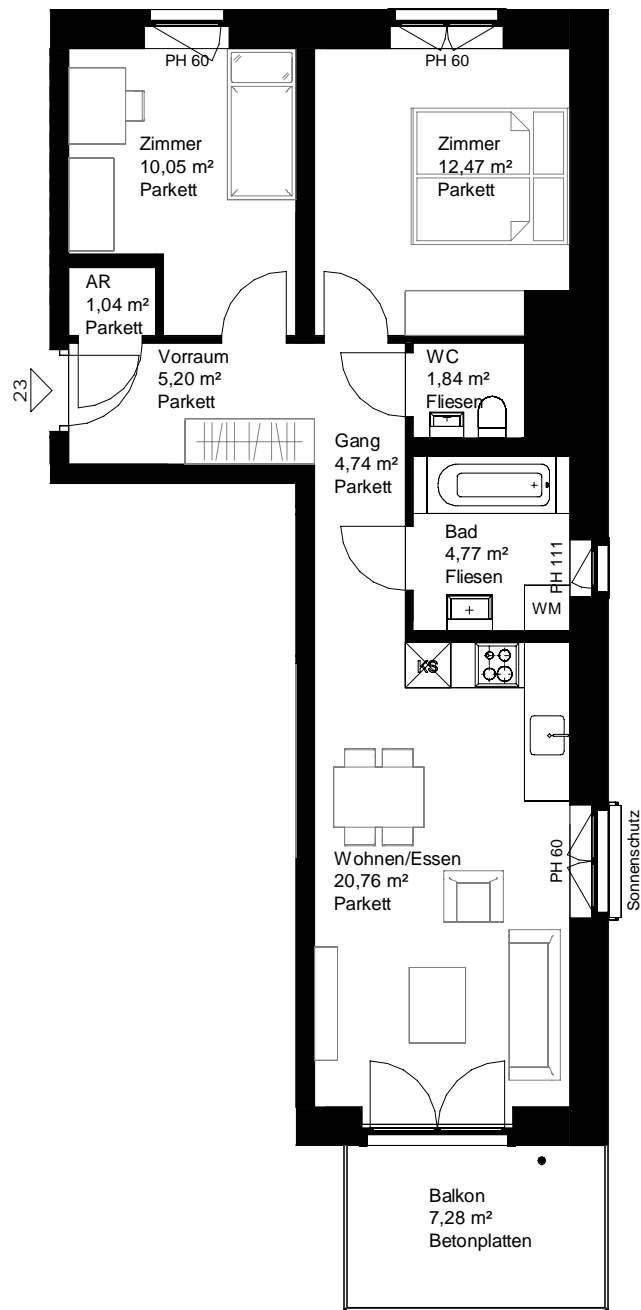 PH 60
PH 60
Zimmer
10,05 m²
Parkett
Zimmer
12,47 m²
Parkett
AR
1,04 m²
Parkett
Vorraum
5,20 m²
Parkett
WC
1,84 m²
Fliesen
23
Gang
4,74 m²
Parkett
Bad
4,77 m²
Fliesen
PH 111
WM
KS
Wohnen/Essen
20,76 m²
Parkett
PH 60
Sonnenschutz
Balkon
7,28 m²
Betonplatten